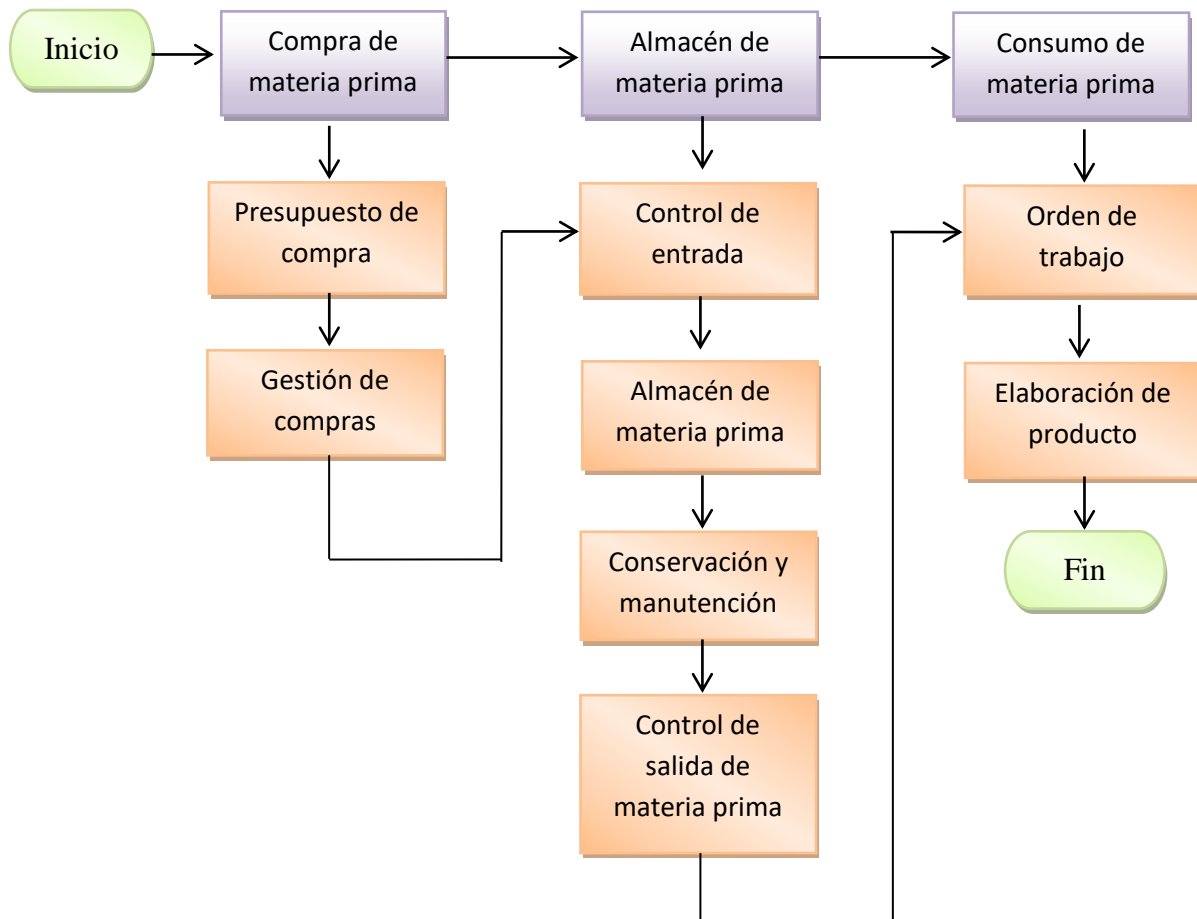 Inicio
Compra de
materia prima
Almacén de
materia prima
Consumo de
materia prima
Presupuesto de
compra
Control de
entrada
Orden de
trabajo
Gestión de
compras
Almacén de
materia prima
Elaboración de
producto
Conservación y
manutención
Fin
Control de
salida de
materia prima